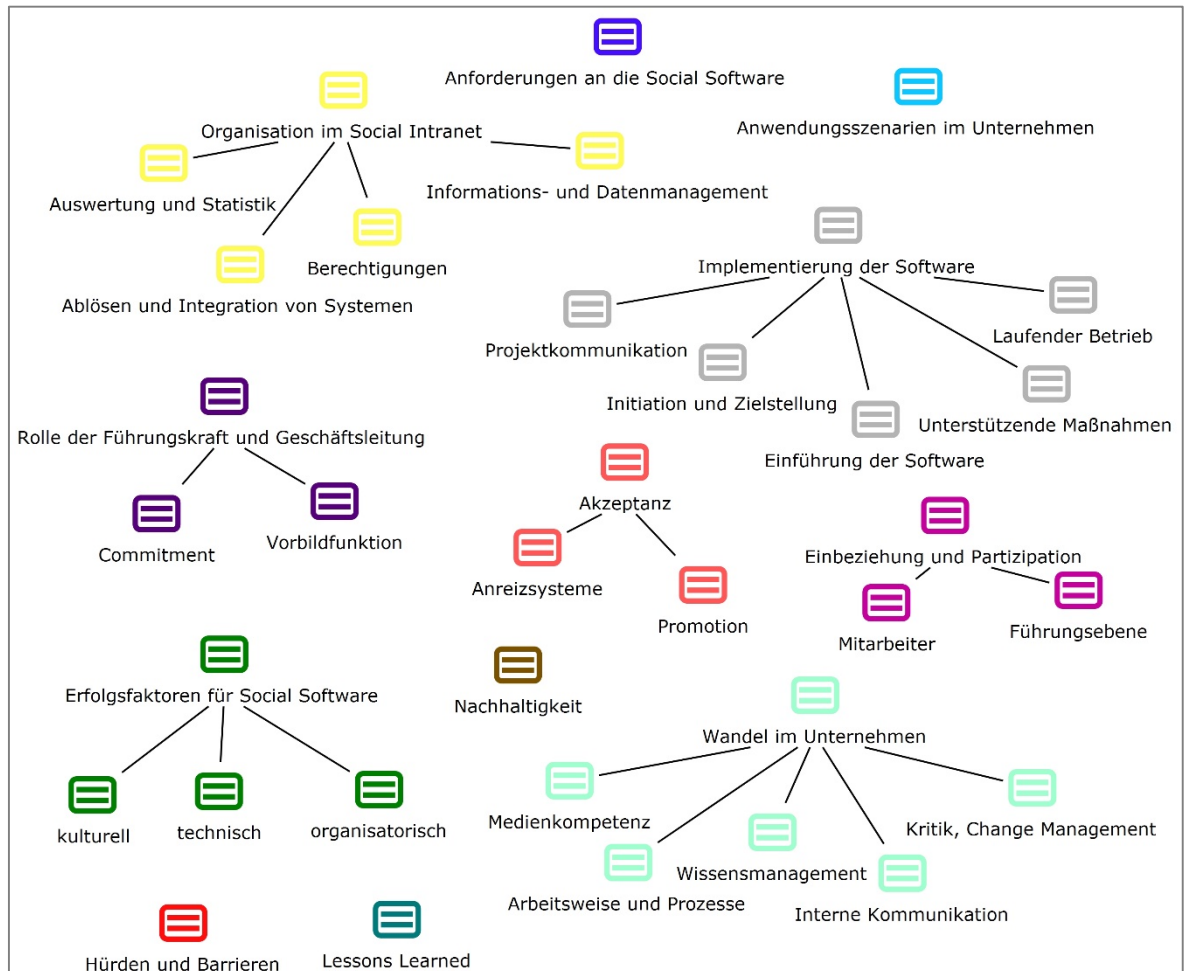 Anforderungen an die Social Software
Anwendungsszenarien im Unternehmen
Organisation im Social Intranet
Auswertung und Statistik
Informations- und Datenmanagement
Berechtigungen
Ablösen und Integration von Systemen
Implementierung der Software
Projektkommunikation
Laufender Betrieb
Initiation und Zielstellung
Unterstützende Maßnahmen
Einführung der Software
Rolle der Führungskraft und Geschäftsleitung
Commitment
Vorbildfunktion
Akzeptanz
Anreizsysteme
Promotion
Einbeziehung und Partizipation
Mitarbeiter
Führungsebene
Erfolgsfaktoren für Social Software
kulturell
technisch
organisatorisch
Nachhaltigkeit
Wandel im Unternehmen
Medienkompetenz
Kritik, Change Management
Wissensmanagement
Arbeitsweise und Prozesse
Interne Kommunikation
Hürden und Barrieren
Lessons Learned